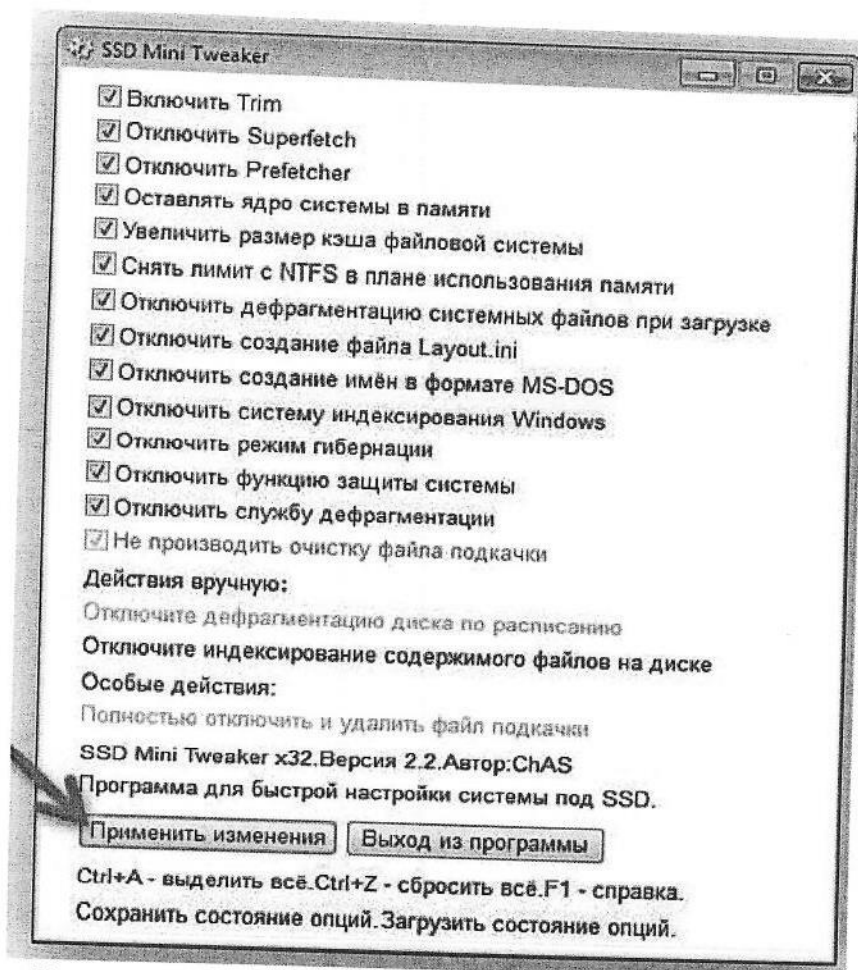 SSD Mini Tweaker
Включить Trim
Отключить Superfetch
Отключить Prefetcher
Оставлять ядро системы в памяти
Увеличить размер кэша файловой системы
Снять лимит с NTFS в плане использования памяти
Отключить дефрагментацию системных файлов при загрузке
Отключить создание файла Layout.ini
Отключить создание имён в формате MS-DOS
Отключить систему индексирования Windows
Отключить режим гибернации
Отключить функцию защиты системы
Отключить службу дефрагментации
Не производить очистку файла подкачки
Действия вручную:
Отключите дефрагментацию диска по расписанию
Отключите индексирование содержимого файлов на диске
Особые действия:
Полностью отключить и удалить файл подкачки
SSD Mini Tweaker x32.Версия 2.2.Автор:ChAS
Программа для быстрой настройки системы под SSD.
Применить изменения Выход из программы
Ctrl+A - выделить всё.Ctrl+Z - сбросить всё.F1 - справка.
Сохранить состояние опций.Загрузить состояние опций.